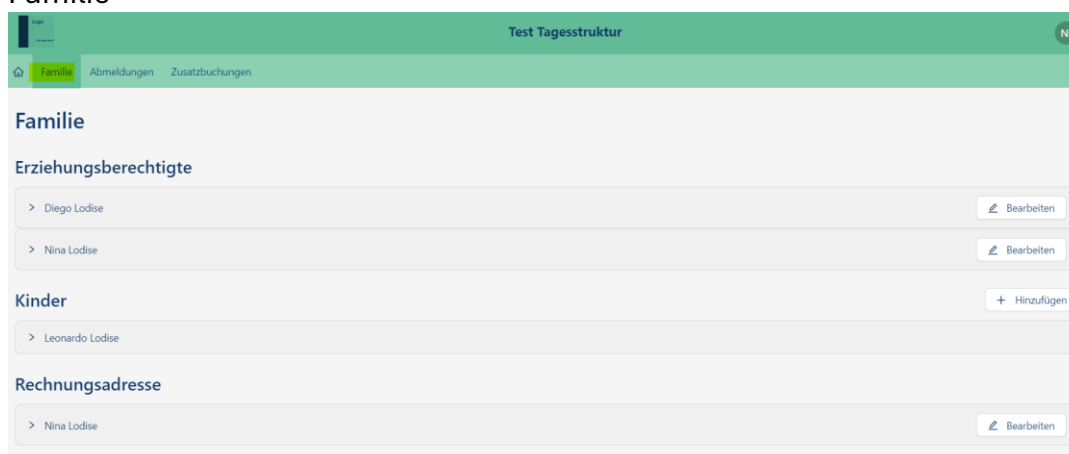 Familie
Logo
Test Tagesstruktur
N
Familie Abmeldungen Zusatzbuchungen
Familie
Erziehungsberechtigte
Diego Lodise Bearbeiten
Nina Lodise Bearbeiten
Kinder + Hinzufügen
Leonardo Lodise
Rechnungsadresse
Nina Lodise Bearbeiten